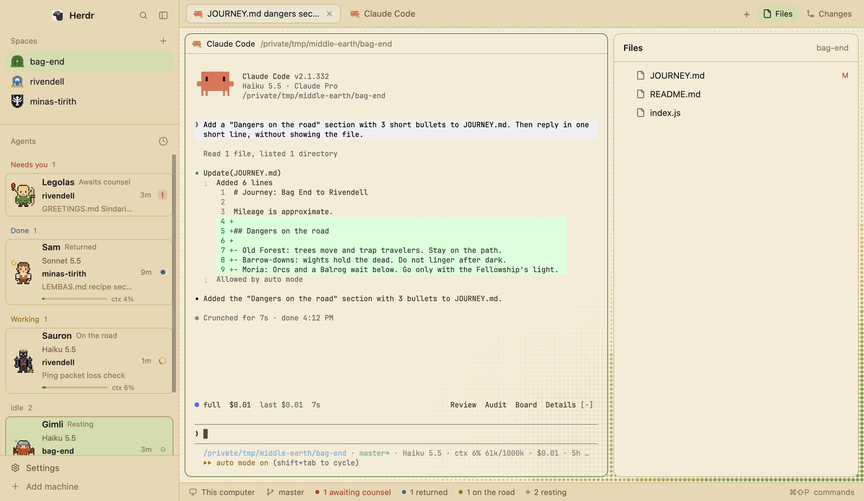 Herdr
Spaces
bag-end
rivendell
minas-tirith
Agents
Needs you 1
Legolas Awaits counsel
rivendell 3m !
GREETINGS.md Sindari...
Done 1
Sam Returned
Sonnet 5.5
minas-tirith 9m
LEMBAS.md recipe sec...
ctx 4%
Working 1
Sauron On the road
Haiku 5.5
rivendell 1m
Ping packet loss check
ctx 6%
Idle 2
Gimli Resting
Haiku 5.5
bag-end 3m
Settings
+ Add machine
JOURNEY.md dangers sec... ×
Claude Code
+ Files Changes
Claude Code /private/tmp/middle-earth/bag-end
Claude Code v2.1.332
Haiku 5.5 · Claude Pro
/private/tmp/middle-earth/bag-end
❯ Add a "Dangers on the road" section with 3 short bullets to JOURNEY.md. Then reply in one
short line, without showing the file.
Read 1 file, listed 1 directory
• Update(JOURNEY.md)
Added 6 lines
1 # Journey: Bag End to Rivendell
2
3 Mileage is approximate.
4 +
5 +## Dangers on the road
6 +
7 +- Old Forest: trees move and trap travelers. Stay on the path.
8 +- Barrow-downs: wights hold the dead. Do not linger after dark.
9 +- Moria: Orcs and a Balrog wait below. Go only with the Fellowship's light.
Allowed by auto mode
• Added the "Dangers on the road" section with 3 bullets to JOURNEY.md.
Crunched for 7s · done 4:12 PM
full $0.01 last $0.01 7s Review Audit Board Details [-]
❯
/private/tmp/middle-earth/bag-end · master* · Haiku 5.5 · ctx 6% 61k/1000k · $0.01 · 5h …
▸▸ auto mode on (shift+tab to cycle)
Files bag-end
JOURNEY.md M
README.md
index.js
This computer master 1 awaiting counsel 1 returned 1 on the road 2 resting
⌘⇧P commands